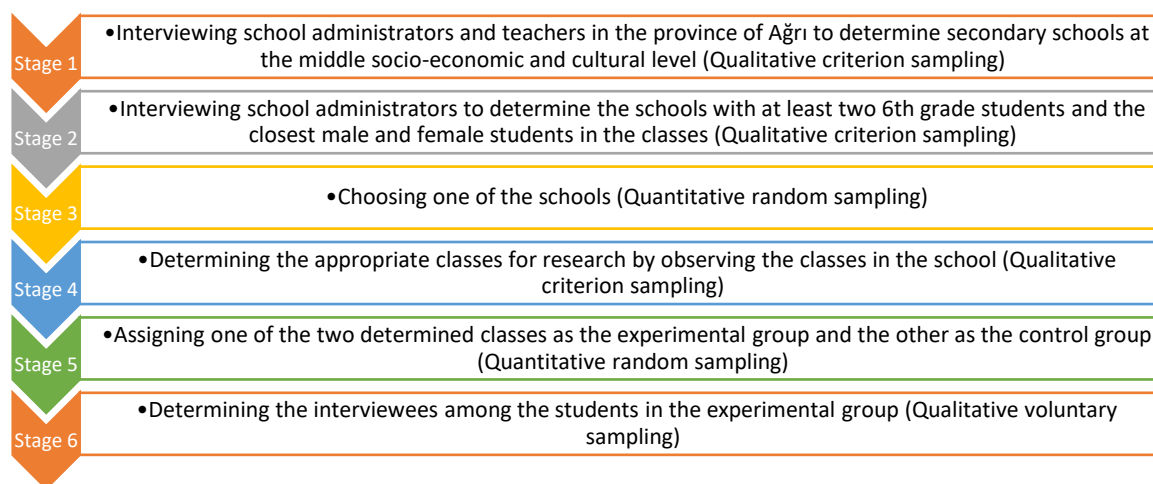 Stage 1
•Interviewing school administrators and teachers in the province of Ağrı to determine secondary schools at
the middle socio-economic and cultural level (Qualitative criterion sampling)
Stage 2
•Interviewing school administrators to determine the schools with at least two 6th grade students and the
closest male and female students in the classes (Qualitative criterion sampling)
Stage 3
•Choosing one of the schools (Quantitative random sampling)
Stage 4
•Determining the appropriate classes for research by observing the classes in the school (Qualitative
criterion sampling)
Stage 5
•Assigning one of the two determined classes as the experimental group and the other as the control group
(Quantitative random sampling)
Stage 6
•Determining the interviewees among the students in the experimental group (Qualitative voluntary
sampling)